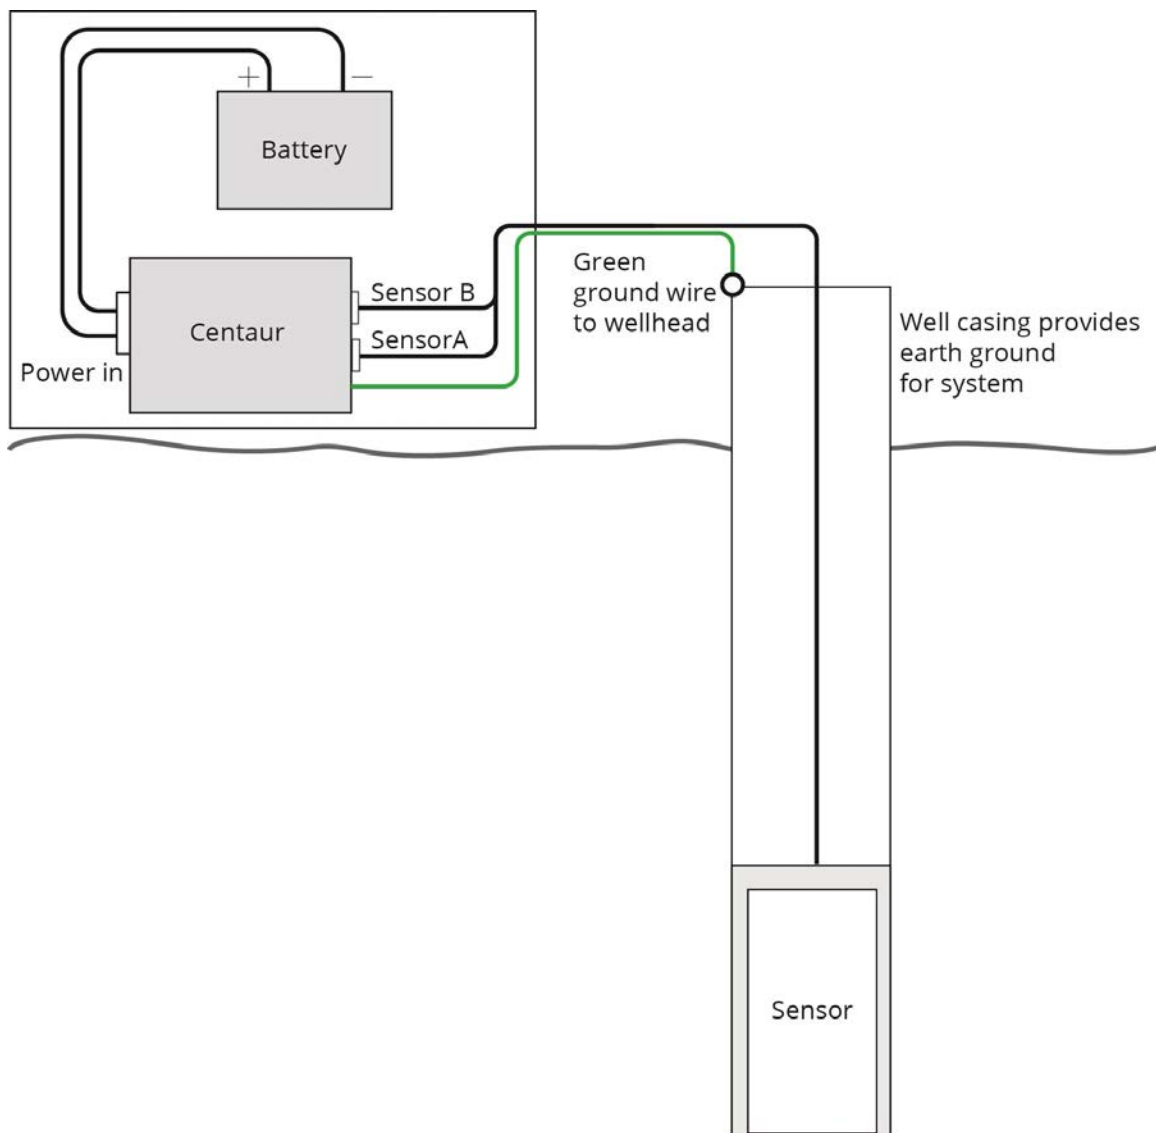 + −
Battery
Sensor B
Centaur
SensorA
Power in
Green
ground wire
to wellhead
Well casing provides
earth ground
for system
Sensor